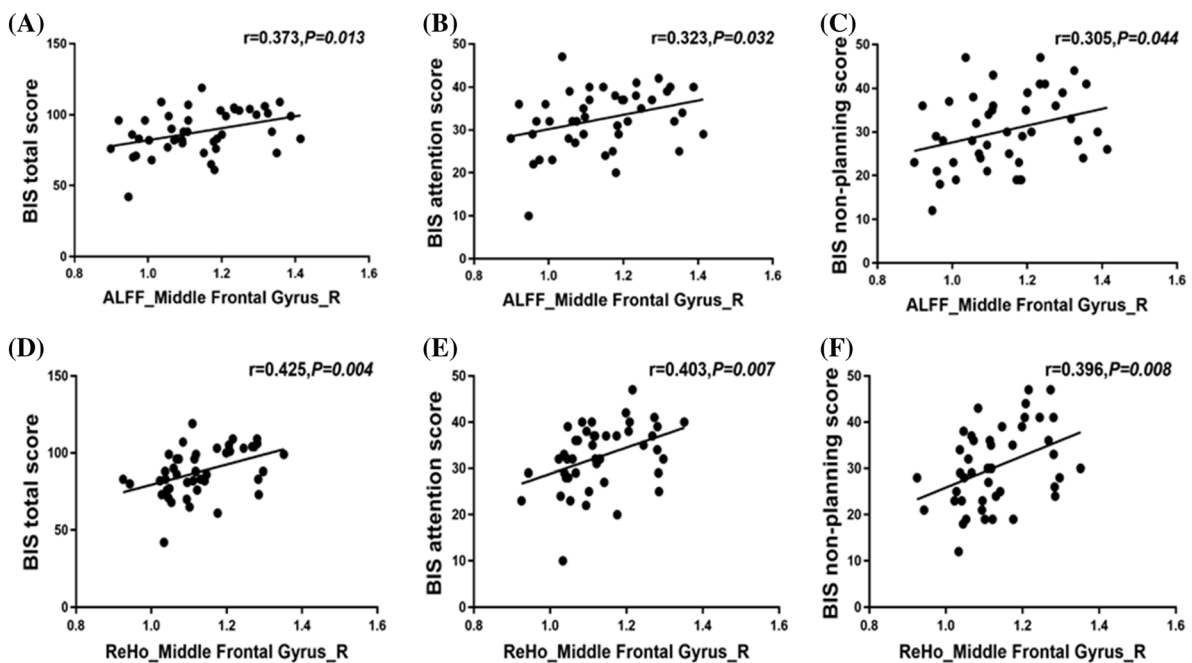 (A)
r=0.373,P=0.013
BIS total score
150
100
50
0
0.8 1.0 1.2 1.4 1.6
ALFF_Middle Frontal Gyrus_R
(B)
r=0.323,P=0.032
BIS attention score
50
40
30
20
10
0
0.8 1.0 1.2 1.4 1.6
ALFF_Middle Frontal Gyrus_R
(C)
r=0.305,P=0.044
BIS non-planning score
50
40
30
20
10
0
0.8 1.0 1.2 1.4 1.6
ALFF_Middle Frontal Gyrus_R
(D)
r=0.425,P=0.004
BIS total score
150
100
50
0
0.8 1.0 1.2 1.4 1.6
ReHo_Middle Frontal Gyrus_R
(E)
r=0.403,P=0.007
BIS attention score
50
40
30
20
10
0
0.8 1.0 1.2 1.4 1.6
ReHo_Middle Frontal Gyrus_R
(F)
r=0.396,P=0.008
BIS non-planning score
50
40
30
20
10
0
0.8 1.0 1.2 1.4 1.6
ReHo_Middle Frontal Gyrus_R